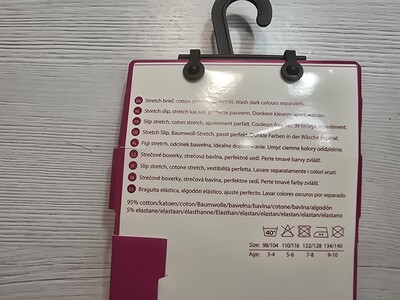 Stretch brief, cotton perfect fit. Wash dark colours separately.
Stretch slip, stretch katoen, perfecte pasvorm. Donkere kleuren apart wassen.
Slip stretch, coton stretch, ajustement parfait. Couleurs foncées de lavage séparément.
Stretch Slip, Baumwoll-Stretch, passt perfekt. Dunkle Farben in der Wäsche separat.
Figi stretch, odcinek bawełna, idealne dopasowanie. Umyć ciemne kolory oddzielnie.
Strečové boxerky, strečová bavlna, perfektně sedí. Perte tmavé barvy zvlášť.
Slip stretch, cotone stretch, vestibilità perfetta. Lavare separatamente i colori scuri.
Strečové boxerky, strečová bavlna, perfektne sedí. Perte tmavé farby zvlášť.
Braguita elástica, algodón elástico, ajuste perfecto. Lavar colores oscuros por separado.
95% cotton/katoen/coton/Baumwolle/bawełna/bavlna/cotone/bavlna/algodón
5% elastane/elastaan/élasthanne/Elasthan/elastan/elastan/elastan/elastan/elastano
40°
Size: 98/104 110/116 122/128 134/140
Age: 3-4 5-6 7-8 9-10